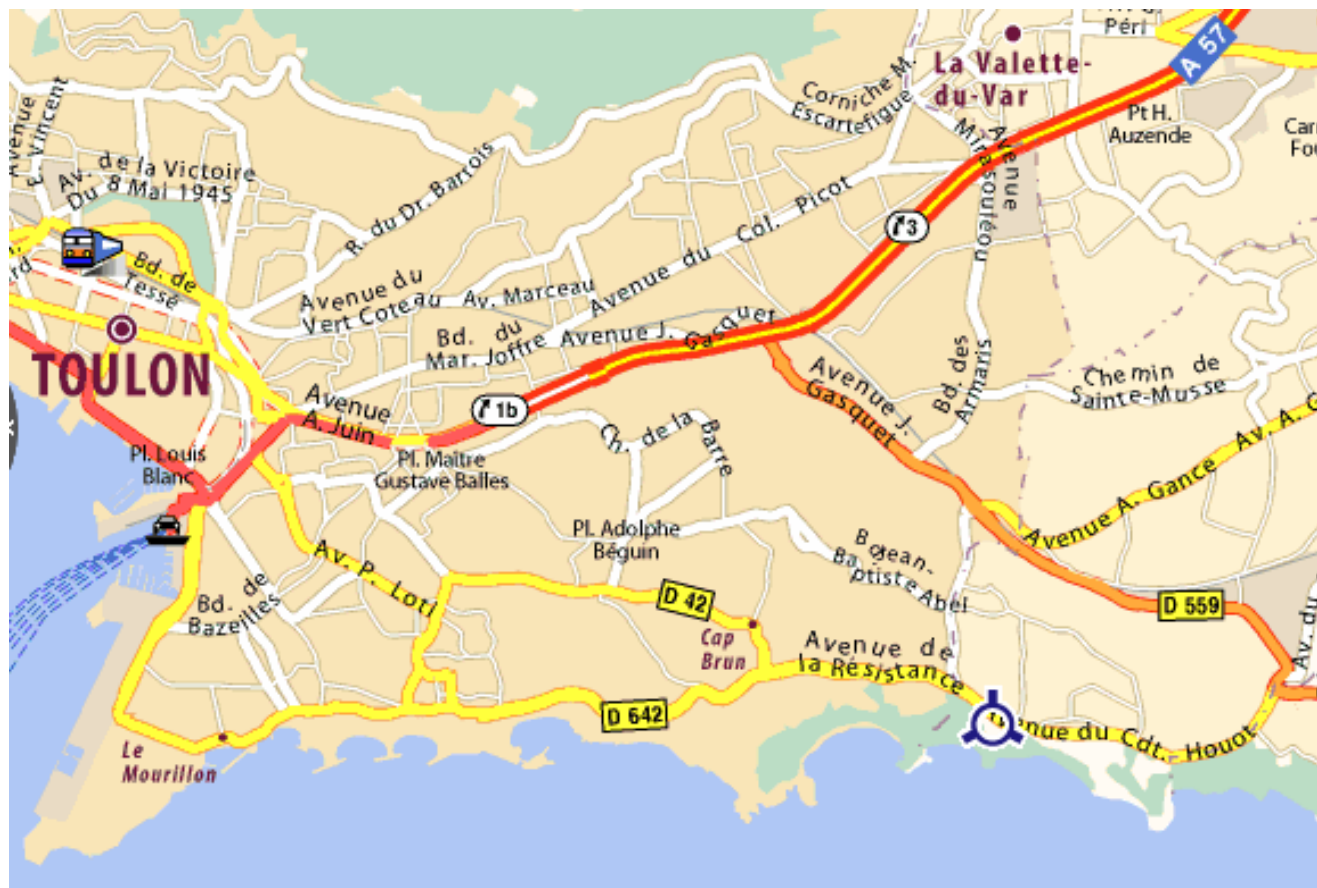 Péri
A 57
La Valette-
du-Var
Corniche M.
Escartefigue
Pt H.
Auzende
Avenue
E. Vincent
Av. de la Victoire
Du 8 Mai 1945
R. du Dr. Barrois
Avenue
Mirasouléou
3
Bd. de
Tessé
Avenue du
Vert Coteau
Av. Marceau
Avenue du Col. Picot
TOULON
Bd. du
Mar. Joffre
Avenue J. Gasquet
Avenue J.
Gasquet
Bd. des
Armaris
Chemin de
Sainte-Musse
Avenue
A. Juin
1b
Ch. de la
Barre
Pl. Louis
Blanc
Pl. Maître
Gustave Balles
Avenue A. Gance
Av. A. G
Pl. Adolphe
Béguin
Av. P. Loti
Bd. de
Bazeilles
D 42
D 559
Cap
Brun
Avenue de
la Résistance
Av. du
D 642
Avenue du Cdt. Houot
Le
Mourillon